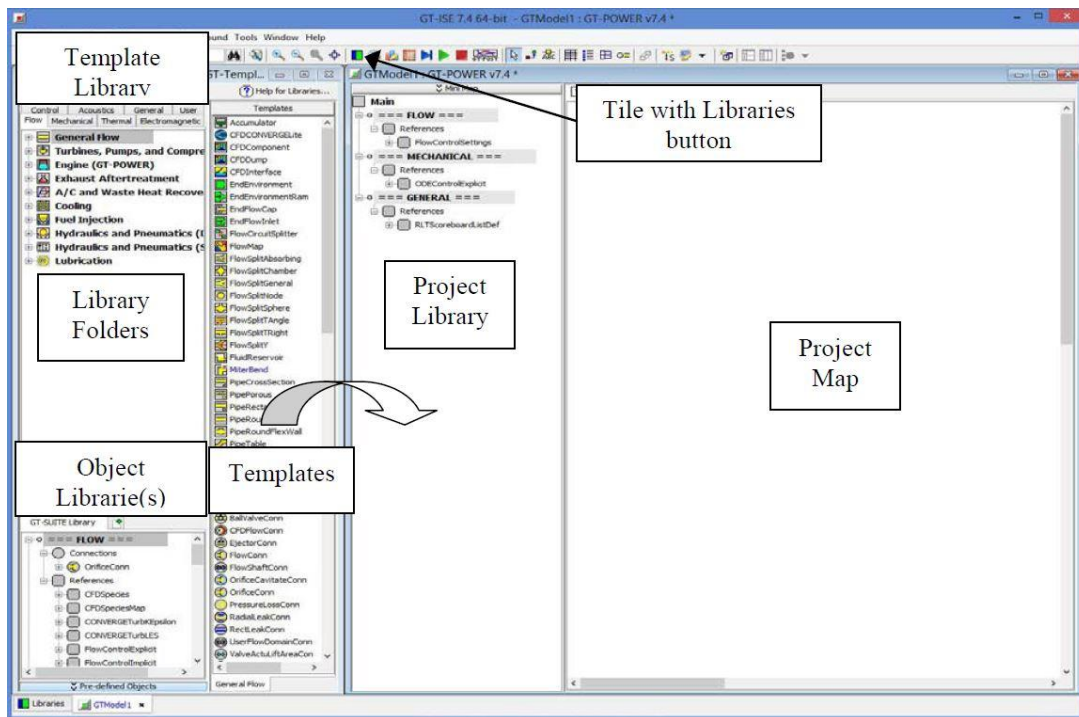 GT-ISE 7.4 64-bit - GTModel1 : GT-POWER v7.4 *
und Tools Window Help
Template
Library
GT-Templ...
GTModel1 : GT-POWER v7.4 *
Help for Libraries...
Mini Map
Control Acoustics General User
Flow Mechanical Thermal Electromagnetic
General Flow
Turbines, Pumps, and Compre
Engine (GT-POWER)
Exhaust Aftertreatment
A/C and Waste Heat Recove
Cooling
Fuel Injection
Hydraulics and Pneumatics (I
Hydraulics and Pneumatics (S
Lubrication
Library
Folders
Object
Librarie(s)
GT-SUITE Library
=== FLOW ===
Connections
OrificeConn
References
CFDSpecies
CFDSpeciesMap
CONVERGETurbKEpsilon
CONVERGETurbLES
FlowControlExplicit
FlowControlImplicit
Pre-defined Objects
Templates
Accumulator
CFDCONVERGELite
CFDComponent
CFDDump
CFDInterface
EndEnvironment
EndEnvironmentRam
EndFlowCap
EndFlowInlet
FlowCircuitSplitter
FlowMap
FlowSplitAbsorbing
FlowSplitChamber
FlowSplitGeneral
FlowSplitNode
FlowSplitSphere
FlowSplitTAngle
FlowSplitTRight
FlowSplitY
FluidReservoir
MiterBend
PipeCrossSection
PipePorous
PipeRecta
PipeRou
PipeRoundFlexWall
PipeTable
Templates
BallValveConn
CFDFlowConn
EjectorConn
FlowConn
FlowShaftConn
OrificeCavitateConn
OrificeConn
PressureLossConn
RadialLeakConn
RectLeakConn
UserFlowDomainConn
ValveActuLiftAreaCon
General Flow
Main
=== FLOW ===
References
FlowControlSettings
=== MECHANICAL ===
References
ODEControlExplicit
=== GENERAL ===
References
RLTScoreboardListDef
Project
Library
Tile with Libraries
button
Project
Map
Libraries
GTModel1